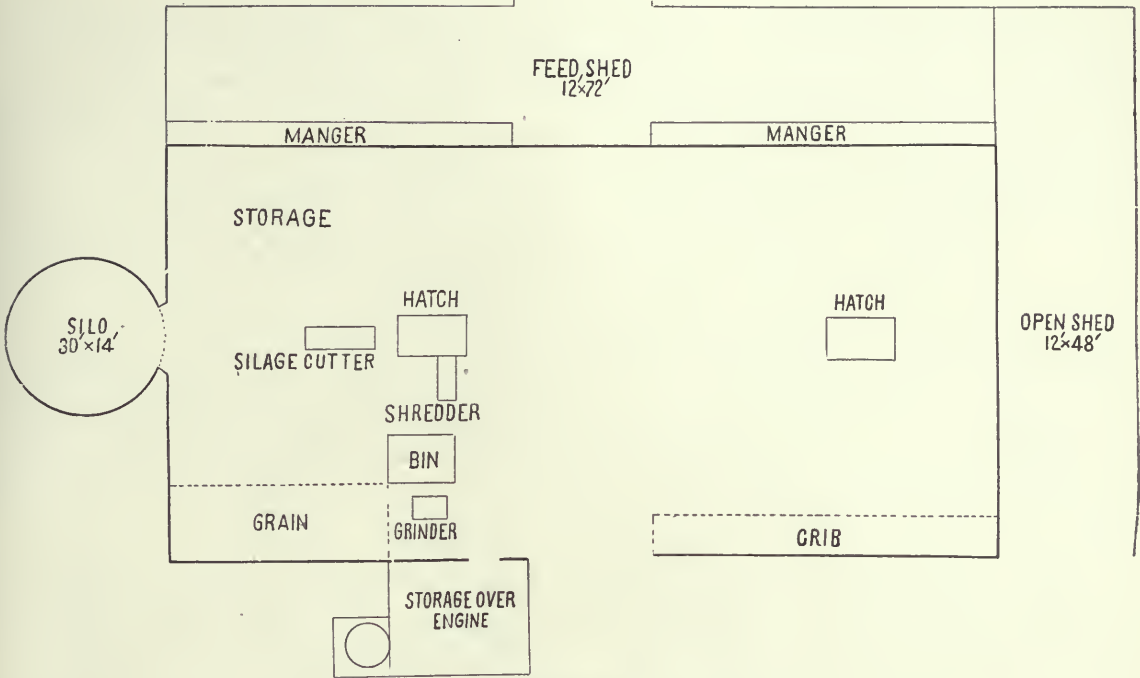 FEED, SHED
12'×72'
MANGER
MANGER
STORAGE
HATCH
HATCH
SILO
30'×14'
OPEN SHED
12'×48'
SILAGE CUTTER
SHREDDER
BIN
GRAIN
GRINDER
CRIB
STORAGE OVER
ENGINE